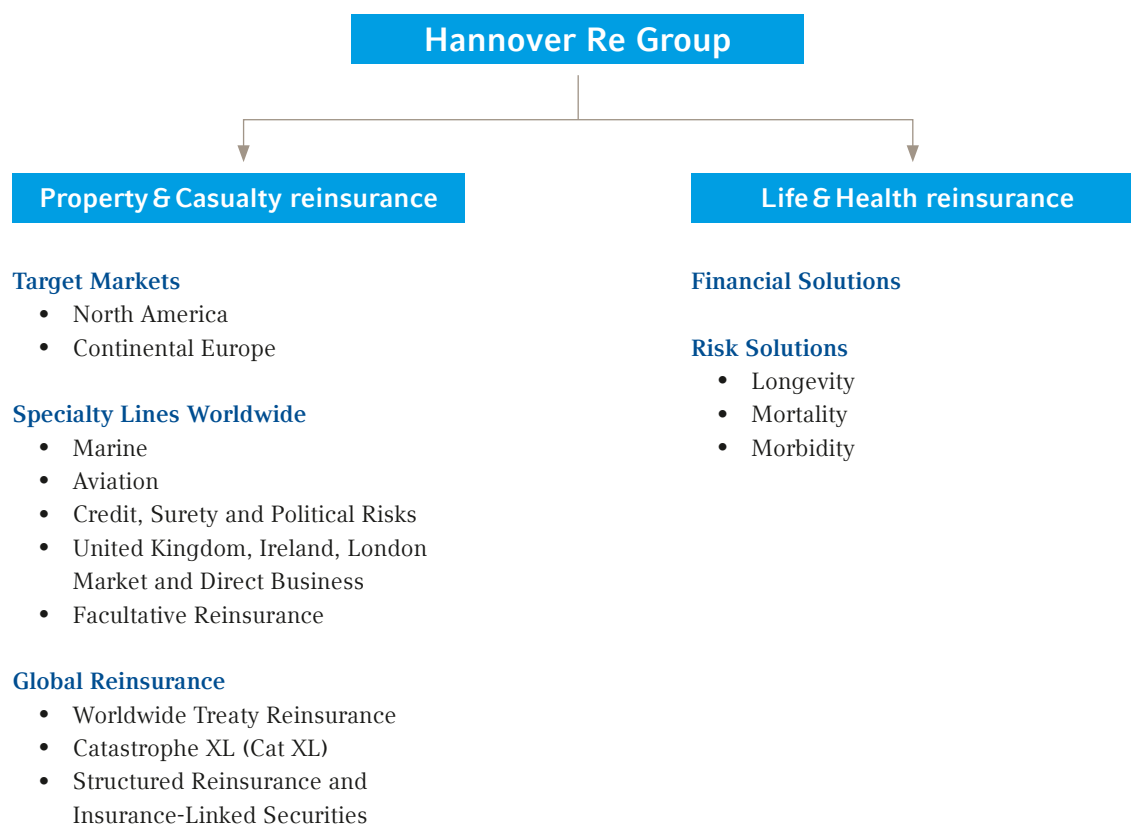 Hannover Re Group
Property & Casualty reinsurance
Target Markets
• North America
• Continental Europe
Specialty Lines Worldwide
• Marine
• Aviation
• Credit, Surety and Political Risks
• United Kingdom, Ireland, London
Market and Direct Business
• Facultative Reinsurance
Global Reinsurance
• Worldwide Treaty Reinsurance
• Catastrophe XL (Cat XL)
• Structured Reinsurance and
Insurance-Linked Securities
Life & Health reinsurance
Financial Solutions
Risk Solutions
• Longevity
• Mortality
• Morbidity